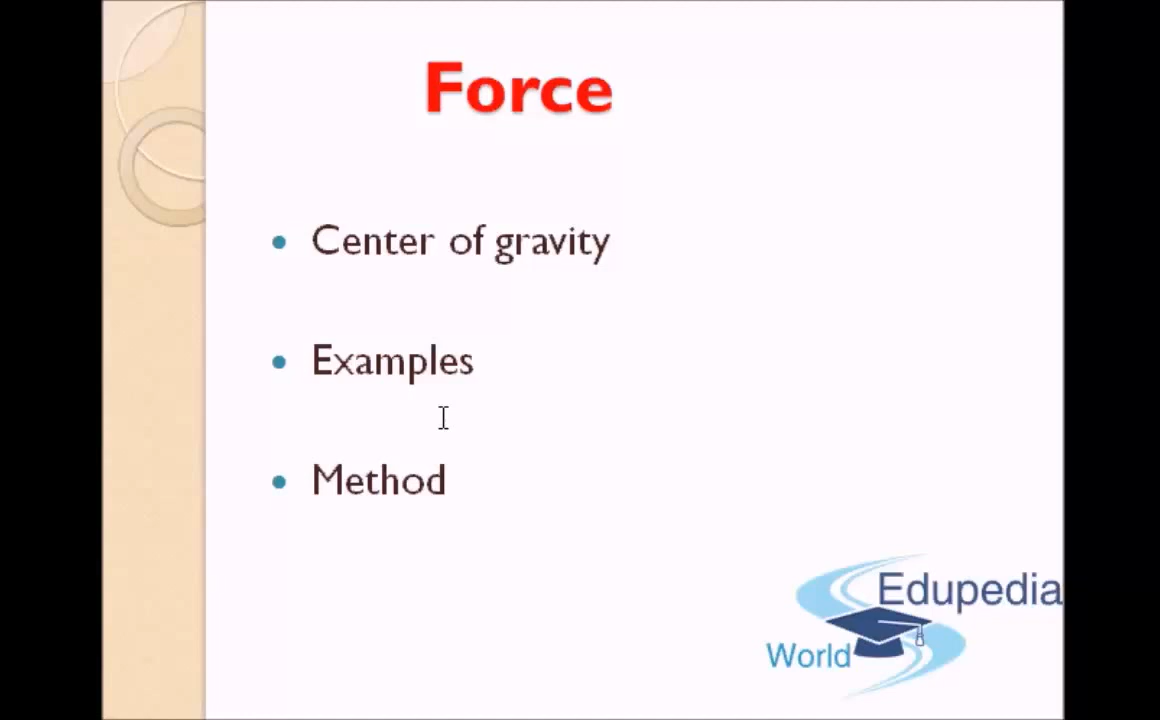 Force
Center of gravity
Examples
Method
Edupedia
World